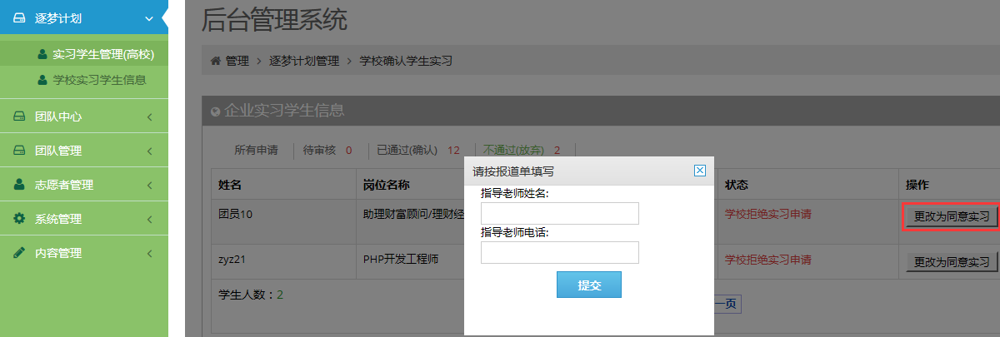 逐梦计划
实习学生管理(高校)
学校实习学生信息
团队中心
团队管理
志愿者管理
系统管理
内容管理
后台管理系统
管理 > 逐梦计划管理 > 学校确认学生实习
企业实习学生信息
所有申请 待审核 0 已通过(确认) 12 不通过(放弃) 2
姓名 岗位名称 状态 操作
团员10 助理财富顾问/理财经 学校拒绝实习申请 更改为同意实习
zyz21 PHP开发工程师 学校拒绝实习申请 更改为同意实习
学生人数：2
一页
请按报道单填写
指导老师姓名:
指导老师电话:
提交